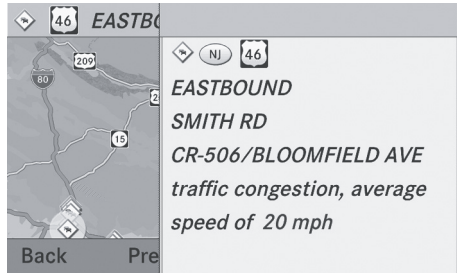 46 EASTBO
209
80
2
15
Back Pre
NJ 46
EASTBOUND
SMITH RD
CR-506/BLOOMFIELD AVE
traffic congestion, average
speed of 20 mph